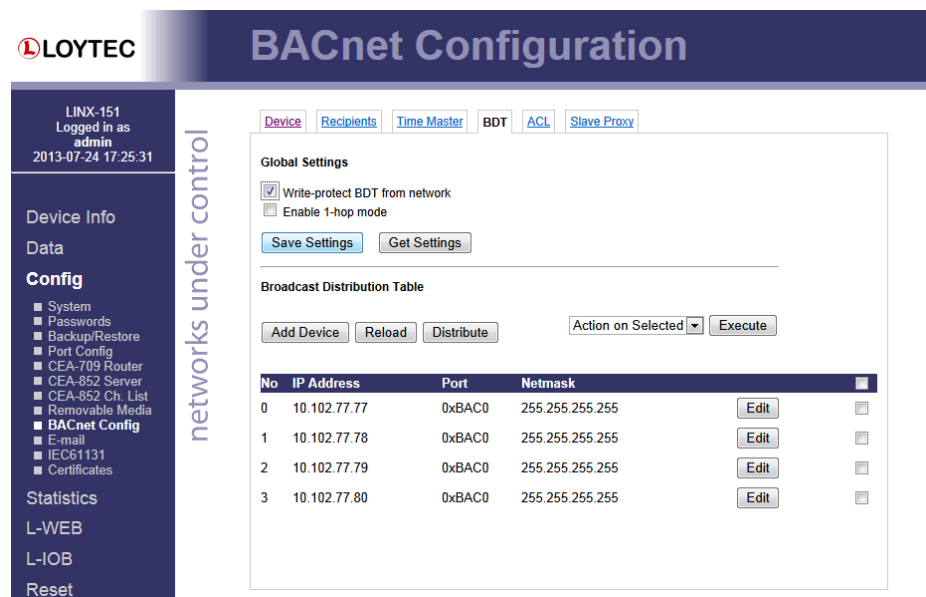 LOYTEC
BACnet Configuration
LINX-151
Logged in as
admin
2013-07-24 17:25:31
Device Info
Data
Config
System
Passwords
Backup/Restore
Port Config
CEA-709 Router
CEA-852 Server
CEA-852 Ch. List
Removable Media
BACnet Config
E-mail
IEC61131
Certificates
Statistics
L-WEB
L-IOB
Reset
networks under control
Device Recipients Time Master BDT ACL Slave Proxy
Global Settings
Write-protect BDT from network
Enable 1-hop mode
Save Settings Get Settings
Broadcast Distribution Table
Add Device Reload Distribute Action on Selected Execute
No IP Address Port Netmask
0 10.102.77.77 0xBAC0 255.255.255.255 Edit
1 10.102.77.78 0xBAC0 255.255.255.255 Edit
2 10.102.77.79 0xBAC0 255.255.255.255 Edit
3 10.102.77.80 0xBAC0 255.255.255.255 Edit